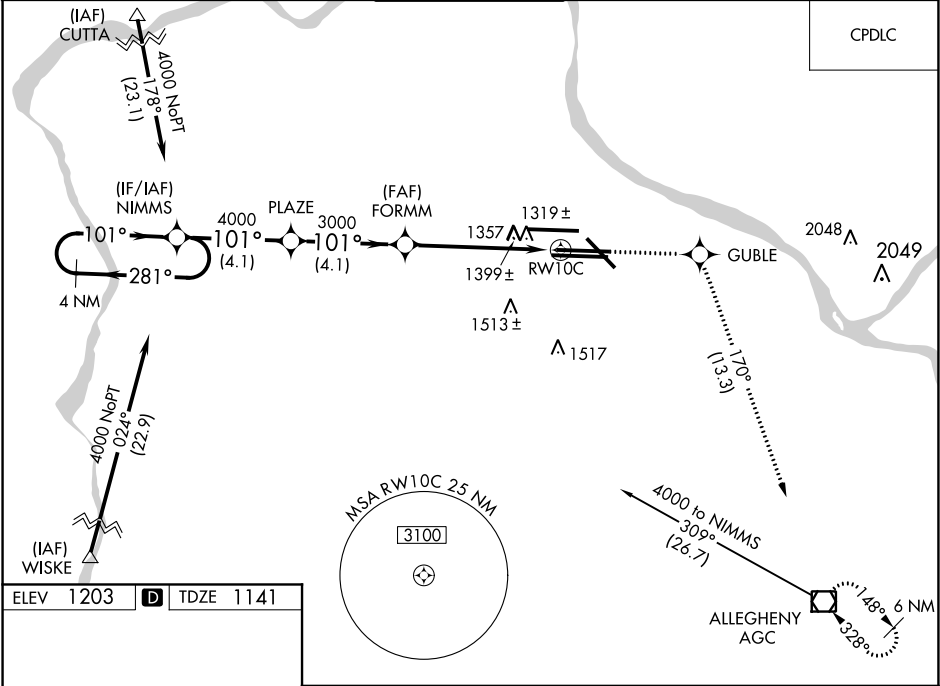 (IAF)
CUTTA
4000 NoPT
178°
(23.1)
CPDLC
(IF/IAF)
NIMMS
101°
281°
4 NM
4000
101°
(4.1)
PLAZE
3000
101°
(4.1)
(FAF)
FORMM
1319 ±
1357
1399 ±
RW10C
1513 ±
1517
GUBLE
2048
2049
170°
(13.3)
4000 NoPT
024°
(22.9)
(IAF)
WISKE
MSA RW10C 25 NM
3100
4000 to NIMMS
309°
(26.7)
ALLEGHENY
AGC
148°
328°
6 NM
ELEV 1203 D TDZE 1141